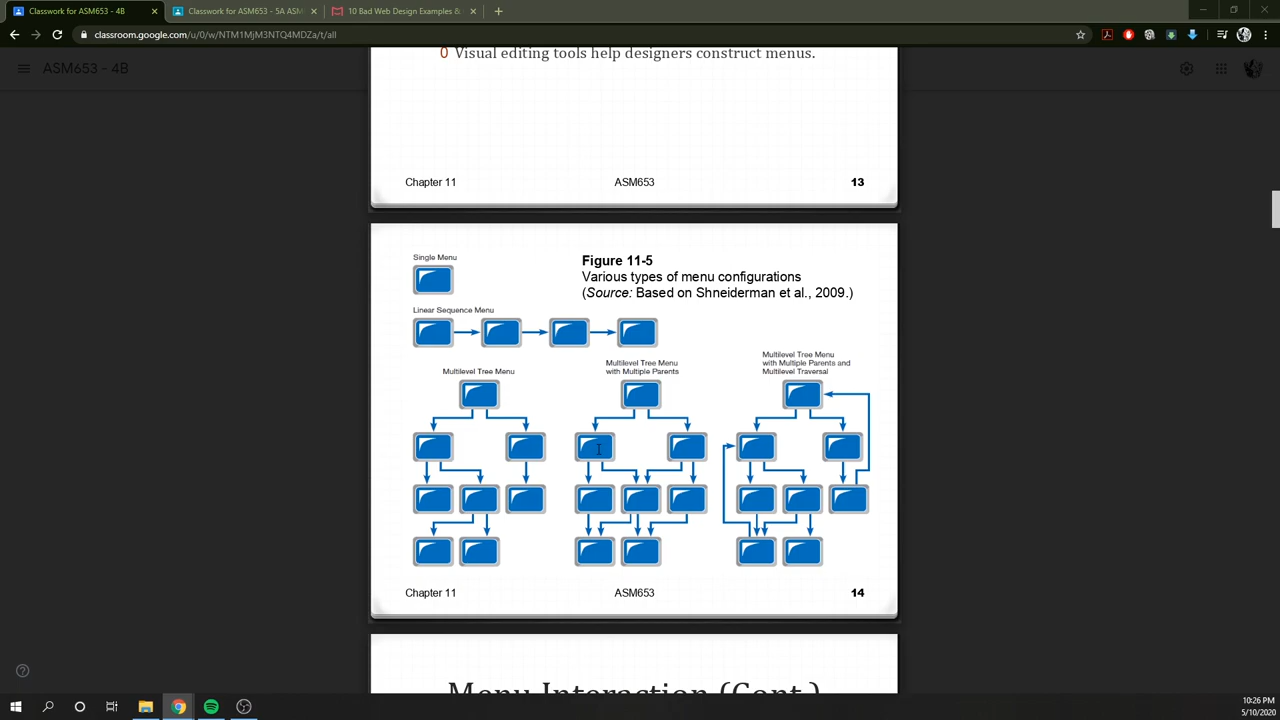 Classwork for ASM653 - 4B
Classwork for ASM653 - 5A ASM
10 Bad Web Design Examples &
classroom.google.com/u/0/w/NTM1MjM3NTQ4MDZa/t/all
ASM653 - 4B
0 Visual editing tools help designers construct menus.
Chapter 11 ASM653 13
Single Menu
Figure 11-5
Various types of menu configurations
(Source: Based on Shneiderman et al., 2009.)
Linear Sequence Menu
Multilevel Tree Menu
Multilevel Tree Menu
with Multiple Parents
Multilevel Tree Menu
with Multiple Parents and
Multilevel Traversal
Chapter 11 ASM653 14
Menu Interaction (Cont.)
10:26 PM
5/10/2020